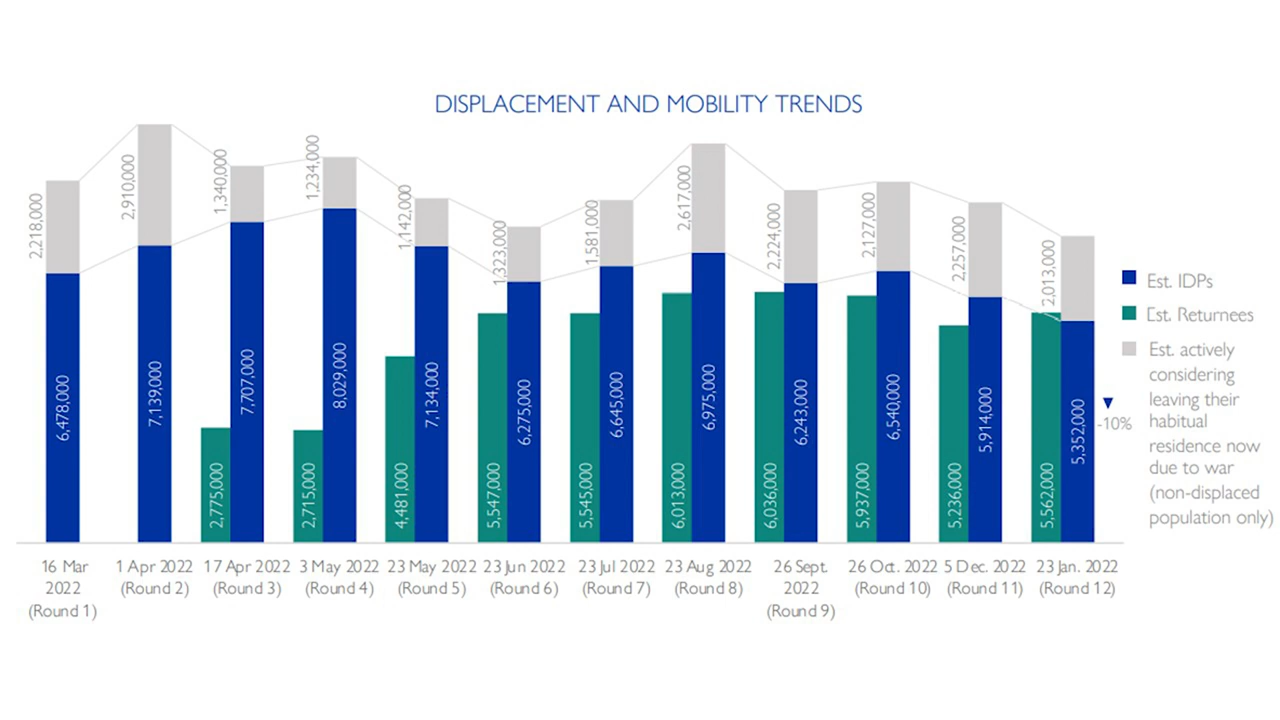 DISPLACEMENT AND MOBILITY TRENDS
2,218,000
6,478,000
2,910,000
7,139,000
1,340,000
2,775,000
7,707,000
1,234,000
2,715,000
8,029,000
1,142,000
4,481,000
7,134,000
1,323,000
5,547,000
6,275,000
1,581,000
5,545,000
6,645,000
2,617,000
6,013,000
6,975,000
2,224,000
6,036,000
6,243,000
2,127,000
5,937,000
6,540,000
2,257,000
5,236,000
5,914,000
2,013,000
5,562,000
5,352,000
-10%
Est. IDPs
Est. Returnees
Est. actively
considering
leaving their
habitual
residence now
due to war
(non-displaced
population only)
16 Mar
2022
(Round 1)
1 Apr 2022
(Round 2)
17 Apr 2022
(Round 3)
3 May 2022
(Round 4)
23 May 2022
(Round 5)
23 Jun 2022
(Round 6)
23 Jul 2022
(Round 7)
23 Aug 2022
(Round 8)
26 Sept.
2022
(Round 9)
26 Oct. 2022
(Round 10)
5 Dec. 2022
(Round 11)
23 Jan. 2022
(Round 12)